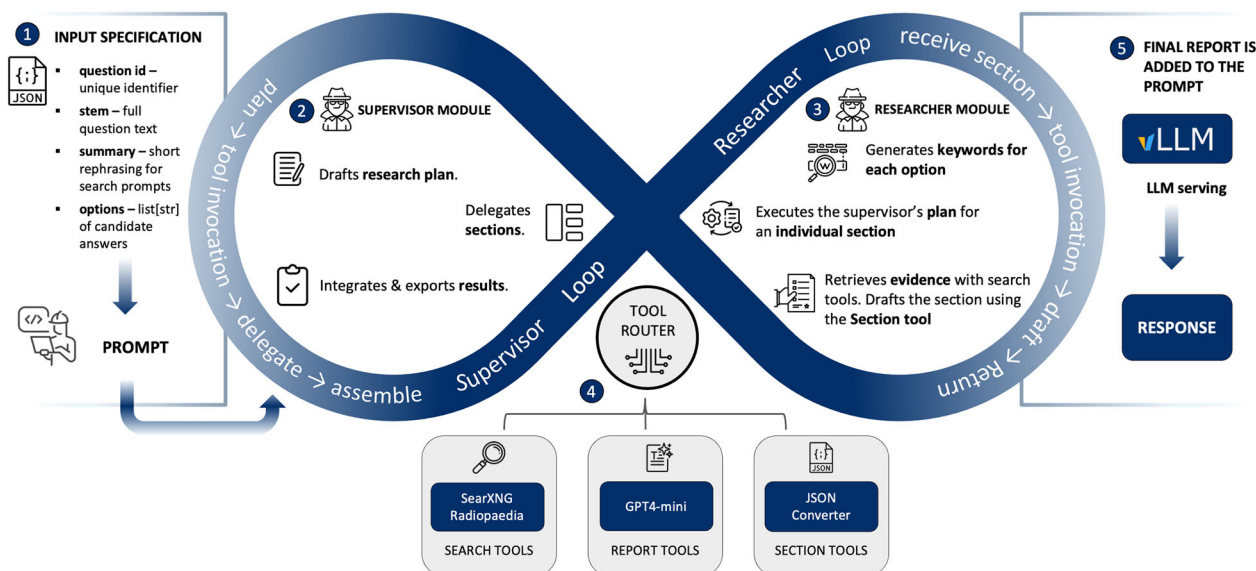 1
INPUT SPECIFICATION
{;}
JSON
▪ question id –
unique identifier
▪ stem – full
question text
▪ summary – short
rephrasing for
search prompts
▪ options – list[str]
of candidate
answers
</>
PROMPT
plan → tool invocation → delegate → assemble
Supervisor Loop
2
SUPERVISOR MODULE
Drafts research plan.
Delegates
sections.
Integrates & exports results.
Researcher Loop
receive section → tool invocation → draft → Return
3
RESEARCHER MODULE
W
Generates keywords for
each option
Executes the supervisor's plan for
an individual section
Retrieves evidence with search
tools. Drafts the section using
the Section tool
TOOL
ROUTER
4
SearXNG
Radiopaedia
SEARCH TOOLS
T
GPT4-mini
REPORT TOOLS
{;}
JSON
JSON
Converter
SECTION TOOLS
5
FINAL REPORT IS
ADDED TO THE
PROMPT
vLLM
LLM serving
RESPONSE